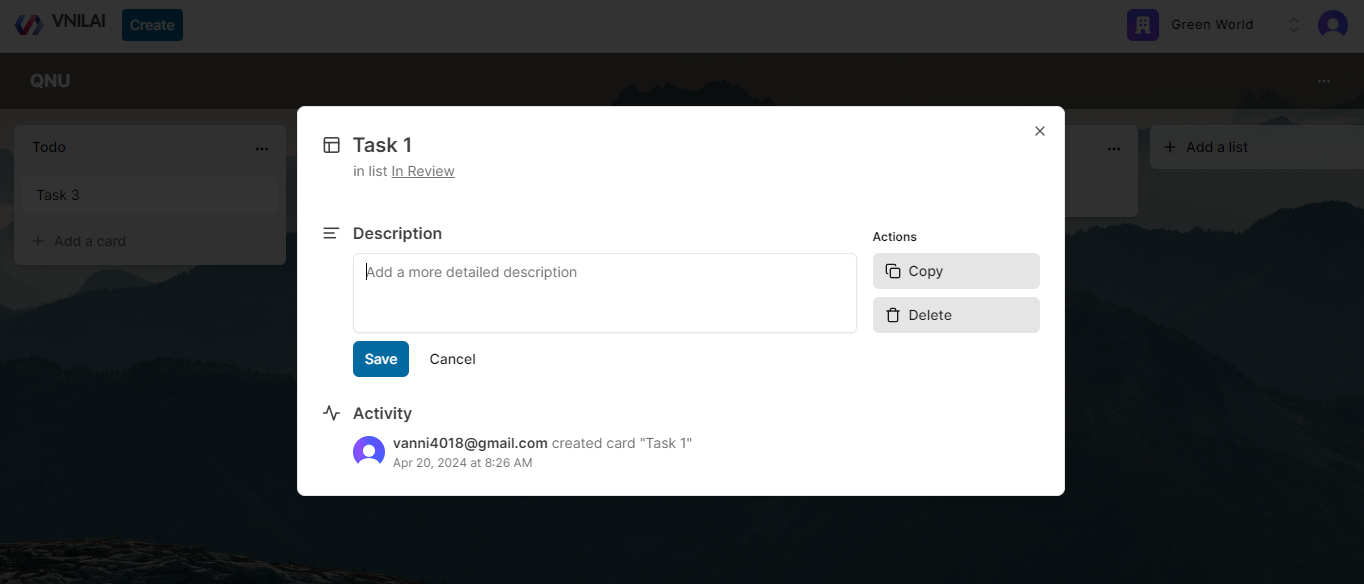 VNILAI
Create
Green World
QNU
Todo
Task 3
Add a card
Add a list
Task 1
in list In Review
Description
Add a more detailed description
Save
Cancel
Actions
Copy
Delete
Activity
vanni4018@gmail.com created card "Task 1"
Apr 20, 2024 at 8:26 AM